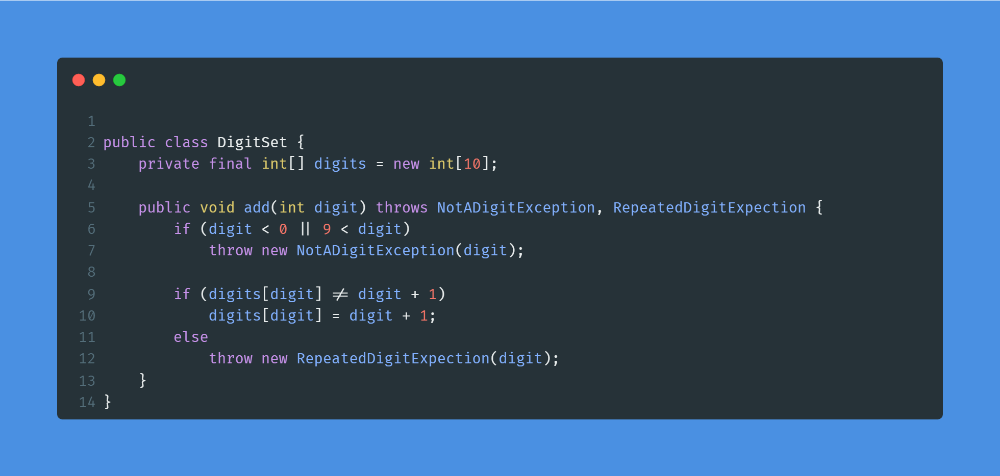 1
2 public class DigitSet {
3     private final int[] digits = new int[10];
4
5     public void add(int digit) throws NotADigitException, RepeatedDigitExpection {
6         if (digit < 0 || 9 < digit)
7             throw new NotADigitException(digit);
8
9         if (digits[digit] != digit + 1)
10             digits[digit] = digit + 1;
11         else
12             throw new RepeatedDigitExpection(digit);
13     }
14 }